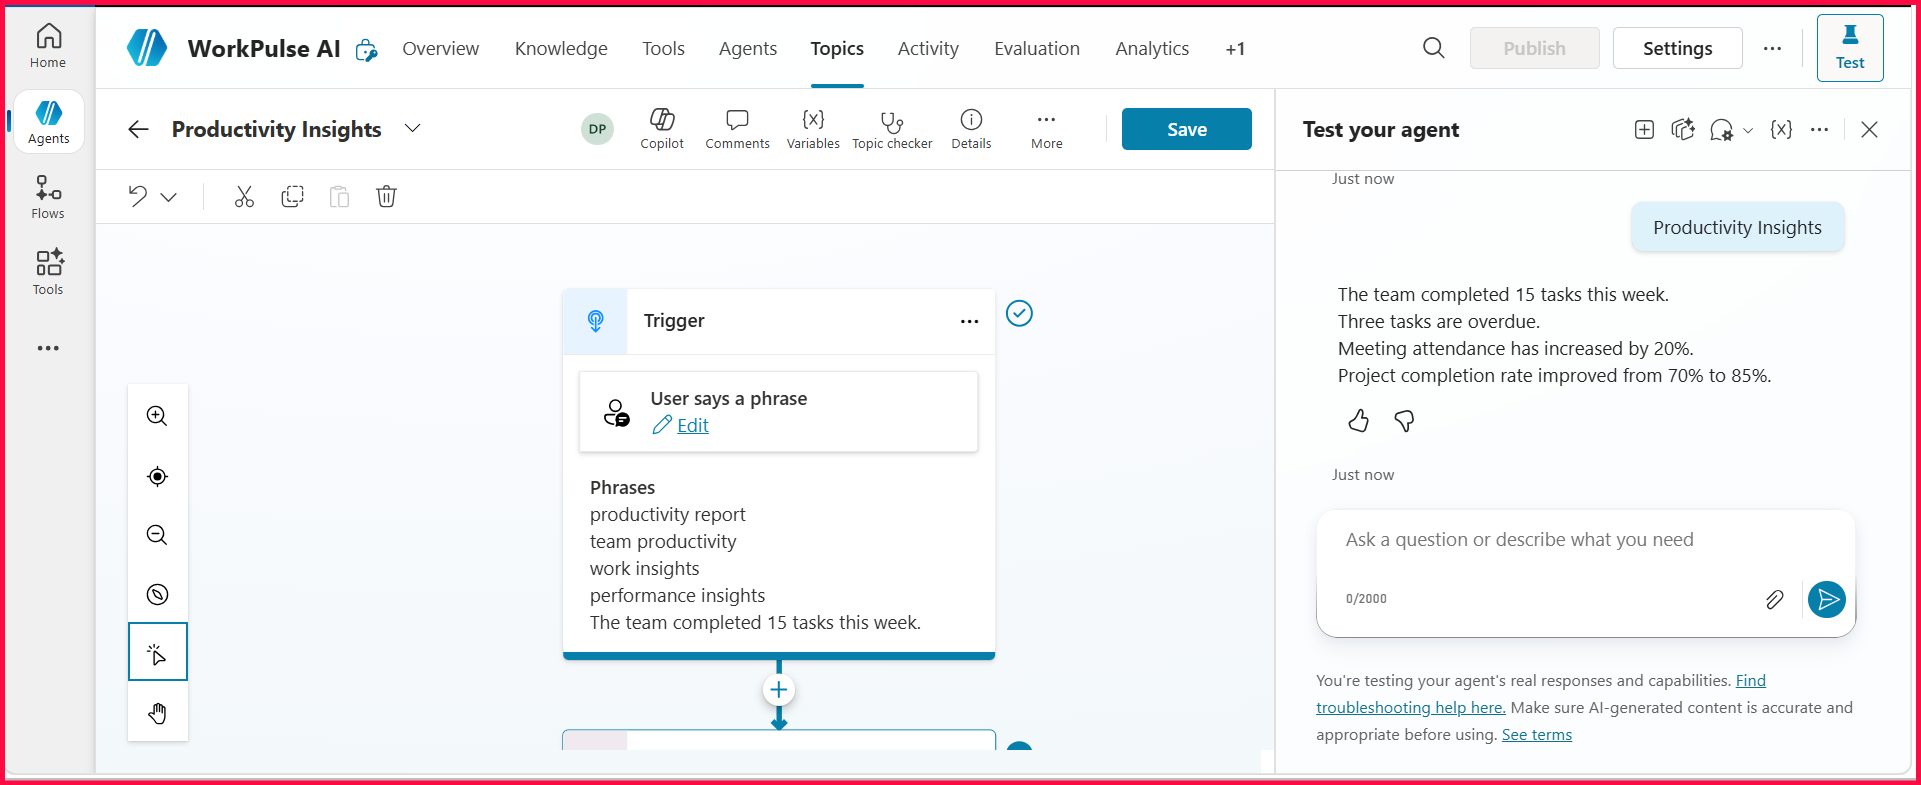 Home
Agents
Flows
Tools
WorkPulse AI
Overview
Knowledge
Tools
Agents
Topics
Activity
Evaluation
Analytics
+1
Publish
Settings
Test
Productivity Insights
DP
Copilot
Comments
{x}
Variables
Topic checker
Details
More
Save
Trigger
User says a phrase
Edit
Phrases
productivity report
team productivity
work insights
performance insights
The team completed 15 tasks this week.
Test your agent
{x}
Just now
Productivity Insights
The team completed 15 tasks this week.
Three tasks are overdue.
Meeting attendance has increased by 20%.
Project completion rate improved from 70% to 85%.
Just now
Ask a question or describe what you need
0/2000
You're testing your agent's real responses and capabilities. Find
troubleshooting help here. Make sure AI-generated content is accurate and
appropriate before using. See terms